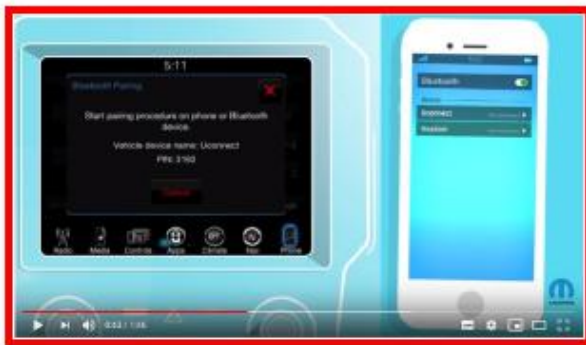 5:11
Bluetooth Pairing
Start pairing procedure on phone or Bluetooth
device.
Vehicle device name: Uconnect
PIN: 3160
Cancel
Radio
Media
Controls
Apps
Climate
Nav
Phone
Bluetooth
Uconnect